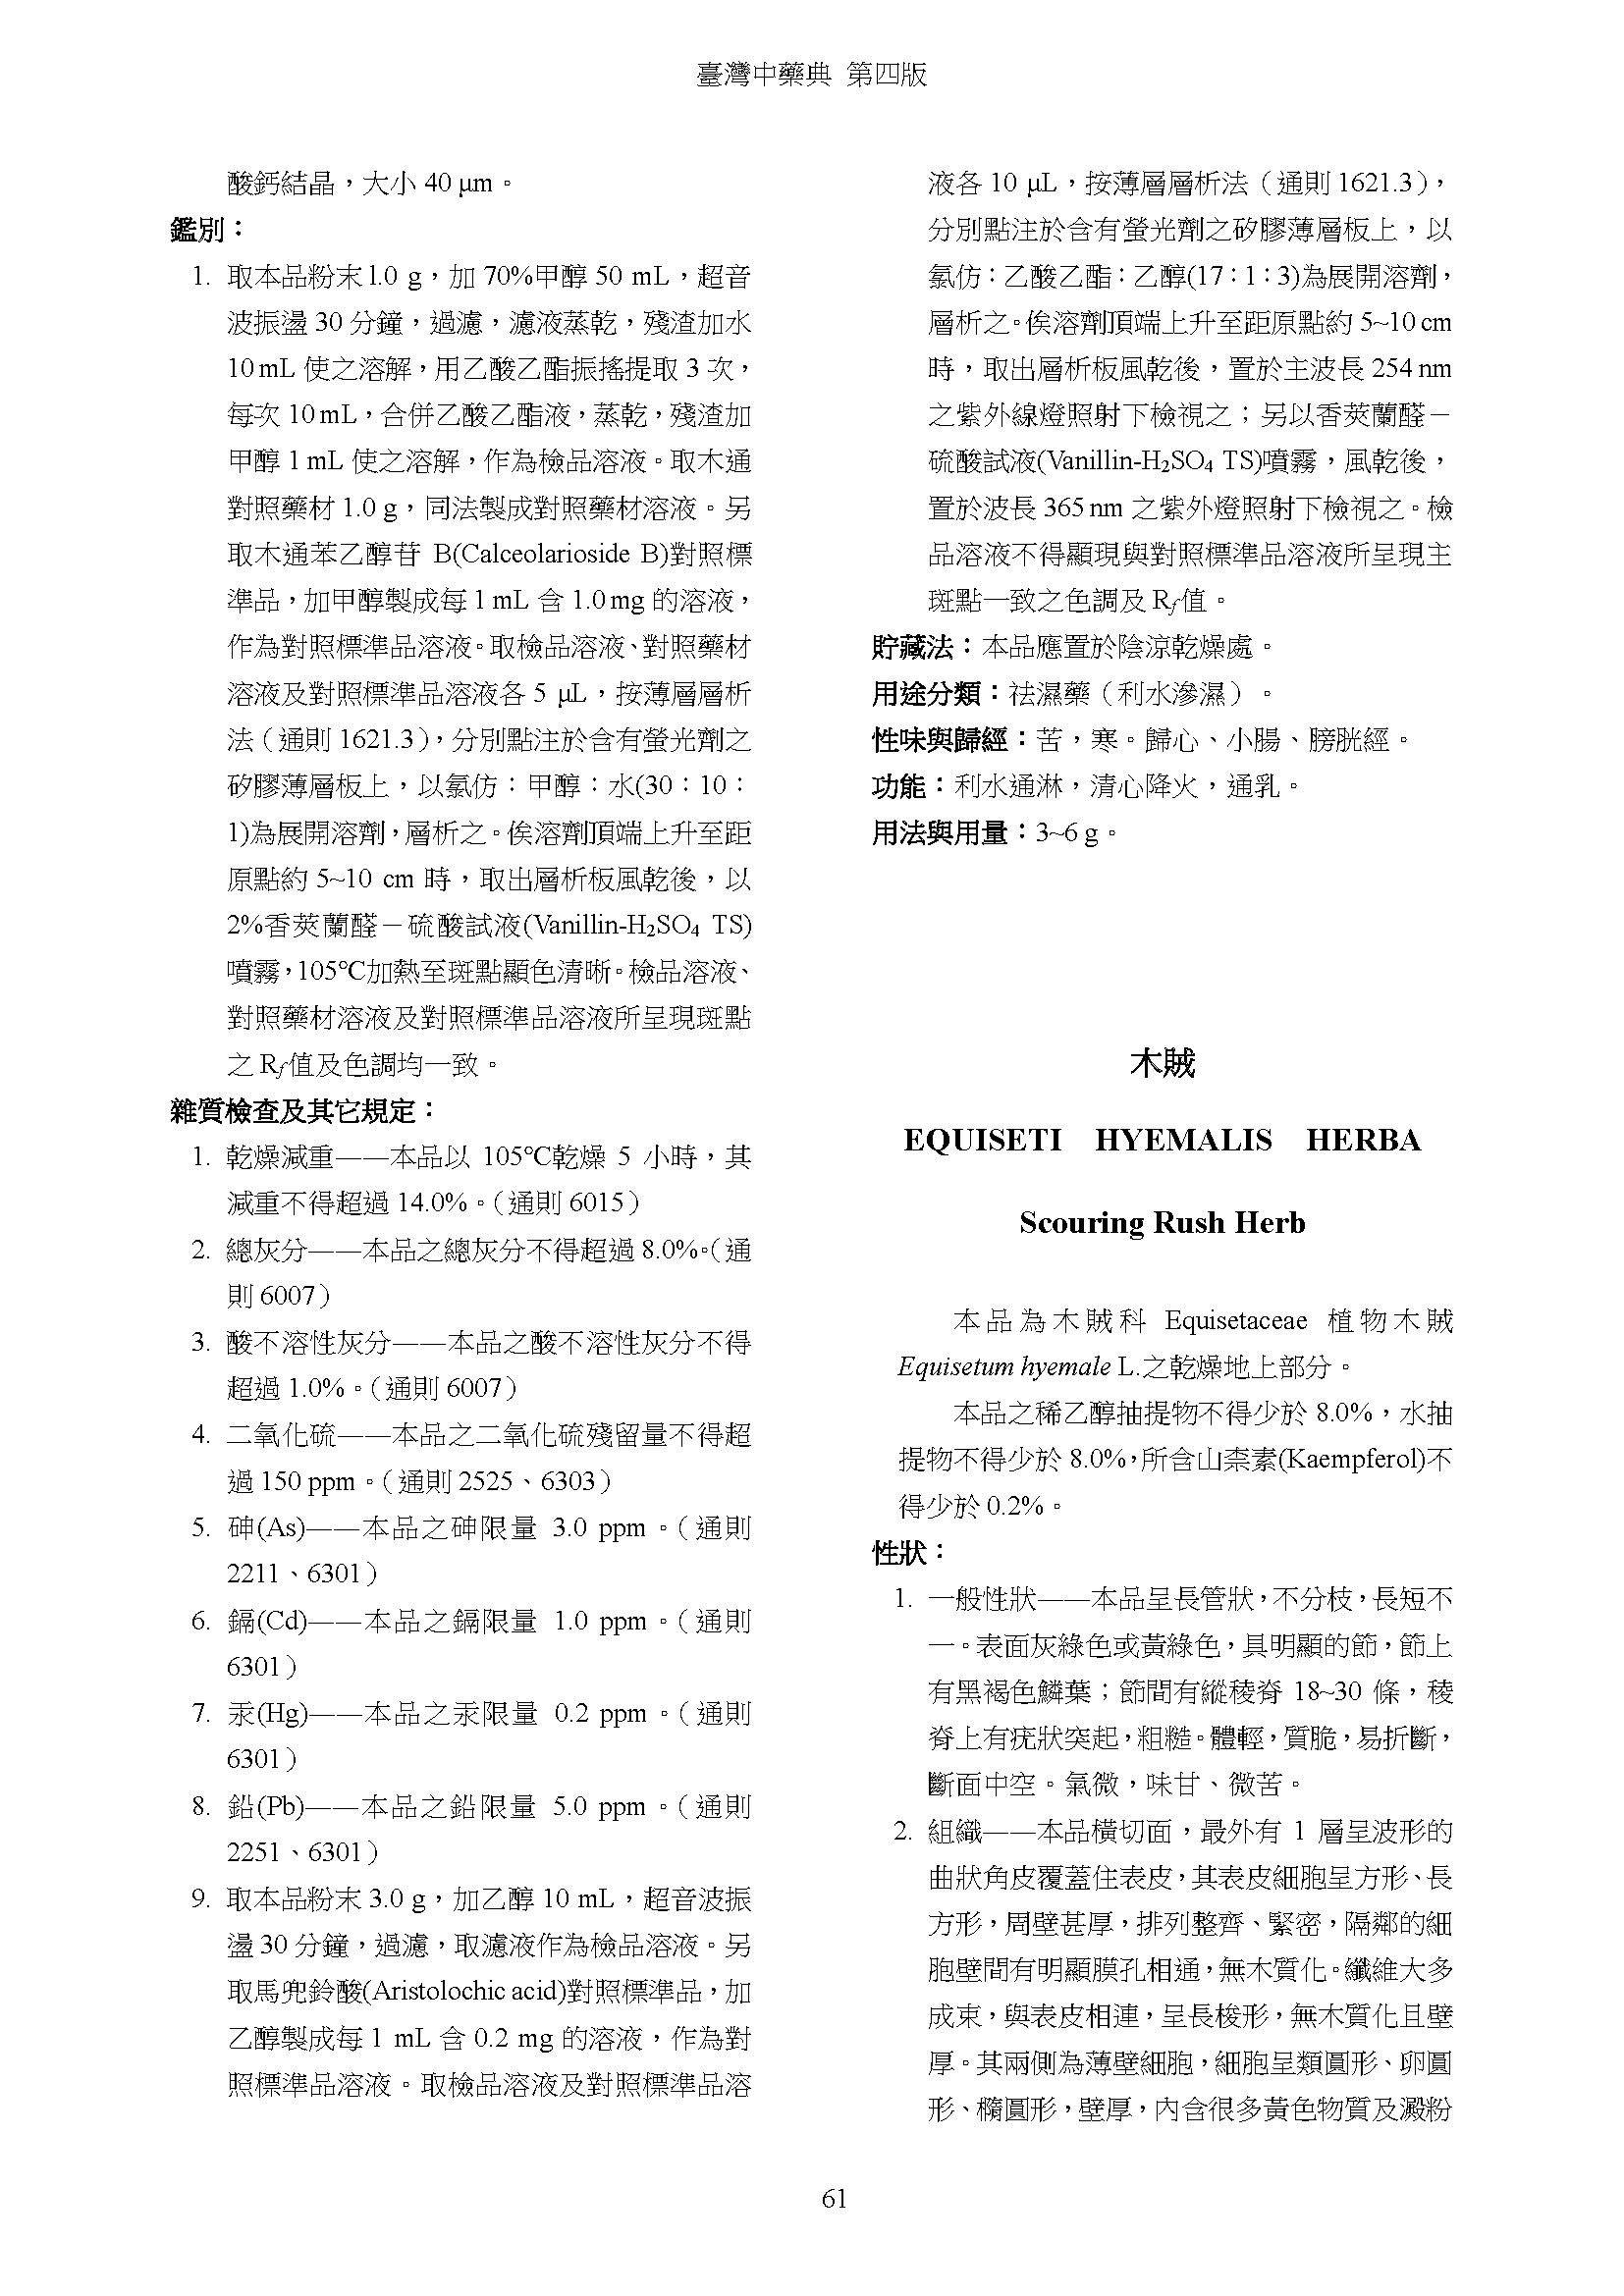 臺灣中藥典 第四版
酸鈣結晶，大小 40 μm。
鑑別：
1. 取本品粉末1.0 g，加 70%甲醇 50 mL，超音
波振盪 30 分鐘，過濾，濾液蒸乾，殘渣加水
10 mL 使之溶解，用乙酸乙酯振搖提取 3 次，
每次 10 mL，合併乙酸乙酯液，蒸乾，殘渣加
甲醇 1 mL 使之溶解，作為檢品溶液。取木通
對照藥材 1.0 g，同法製成對照藥材溶液。另
取木通苯乙醇苷 B(Calceolarioside B)對照標
準品，加甲醇製成每 1 mL 含 1.0 mg 的溶液，
作為對照標準品溶液。取檢品溶液、對照藥材
溶液及對照標準品溶液各 5 μL，按薄層層析
法（通則 1621.3），分別點注於含有螢光劑之
矽膠薄層板上，以氯仿：甲醇：水(30：10：
1)為展開溶劑，層析之。俟溶劑頂端上升至距
原點約 5~10 cm 時，取出層析板風乾後，以
2%香莢蘭醛－硫酸試液(Vanillin-H₂SO₄ TS)
噴霧，105℃加熱至斑點顯色清晰。檢品溶液、
對照藥材溶液及對照標準品溶液所呈現斑點
之 Rf值及色調均一致。
雜質檢查及其它規定：
1. 乾燥減重——本品以 105℃乾燥 5 小時，其
減重不得超過 14.0%。（通則 6015）
2. 總灰分——本品之總灰分不得超過 8.0%。（通
則 6007）
3. 酸不溶性灰分——本品之酸不溶性灰分不得
超過 1.0%。（通則 6007）
4. 二氧化硫——本品之二氧化硫殘留量不得超
過 150 ppm。（通則 2525、6303）
5. 砷(As)——本品之砷限量 3.0 ppm。（通則
2211、6301）
6. 鎘(Cd)——本品之鎘限量 1.0 ppm。（通則
6301）
7. 汞(Hg)——本品之汞限量 0.2 ppm。（通則
6301）
8. 鉛(Pb)——本品之鉛限量 5.0 ppm。（通則
2251、6301）
9. 取本品粉末 3.0 g，加乙醇 10 mL，超音波振
盪 30 分鐘，過濾，取濾液作為檢品溶液。另
取馬兜鈴酸(Aristolochic acid)對照標準品，加
乙醇製成每 1 mL 含 0.2 mg 的溶液，作為對
照標準品溶液。取檢品溶液及對照標準品溶
液各 10 μL，按薄層層析法（通則 1621.3），
分別點注於含有螢光劑之矽膠薄層板上，以
氯仿：乙酸乙酯：乙醇(17：1：3)為展開溶劑，
層析之。俟溶劑頂端上升至距原點約 5~10 cm
時，取出層析板風乾後，置於主波長 254 nm
之紫外線燈照射下檢視之；另以香莢蘭醛－
硫酸試液(Vanillin-H₂SO₄ TS)噴霧，風乾後，
置於波長 365 nm 之紫外燈照射下檢視之。檢
品溶液不得顯現與對照標準品溶液所呈現主
斑點一致之色調及 Rf值。
貯藏法：本品應置於陰涼乾燥處。
用途分類：祛濕藥（利水滲濕）。
性味與歸經：苦，寒。歸心、小腸、膀胱經。
功能：利水通淋，清心降火，通乳。
用法與用量：3~6 g。
木賊
EQUISETI HYEMALIS HERBA
Scouring Rush Herb
本品為木賊科 Equisetaceae 植物木賊
Equisetum hyemale L.之乾燥地上部分。
本品之稀乙醇抽提物不得少於 8.0%，水抽
提物不得少於 8.0%，所含山柰素(Kaempferol)不
得少於 0.2%。
性狀：
1. 一般性狀——本品呈長管狀，不分枝，長短不
一。表面灰綠色或黃綠色，具明顯的節，節上
有黑褐色鱗葉；節間有縱稜脊 18~30 條，稜
脊上有疣狀突起，粗糙。體輕，質脆，易折斷，
斷面中空。氣微，味甘、微苦。
2. 組織——本品橫切面，最外有 1 層呈波形的
曲狀角皮覆蓋住表皮，其表皮細胞呈方形、長
方形，周壁甚厚，排列整齊、緊密，隔鄰的細
胞壁間有明顯膜孔相通，無木質化。纖維大多
成束，與表皮相連，呈長梭形，無木質化且壁
厚。其兩側為薄壁細胞，細胞呈類圓形、卵圓
形、橢圓形，壁厚，內含很多黃色物質及澱粉
61